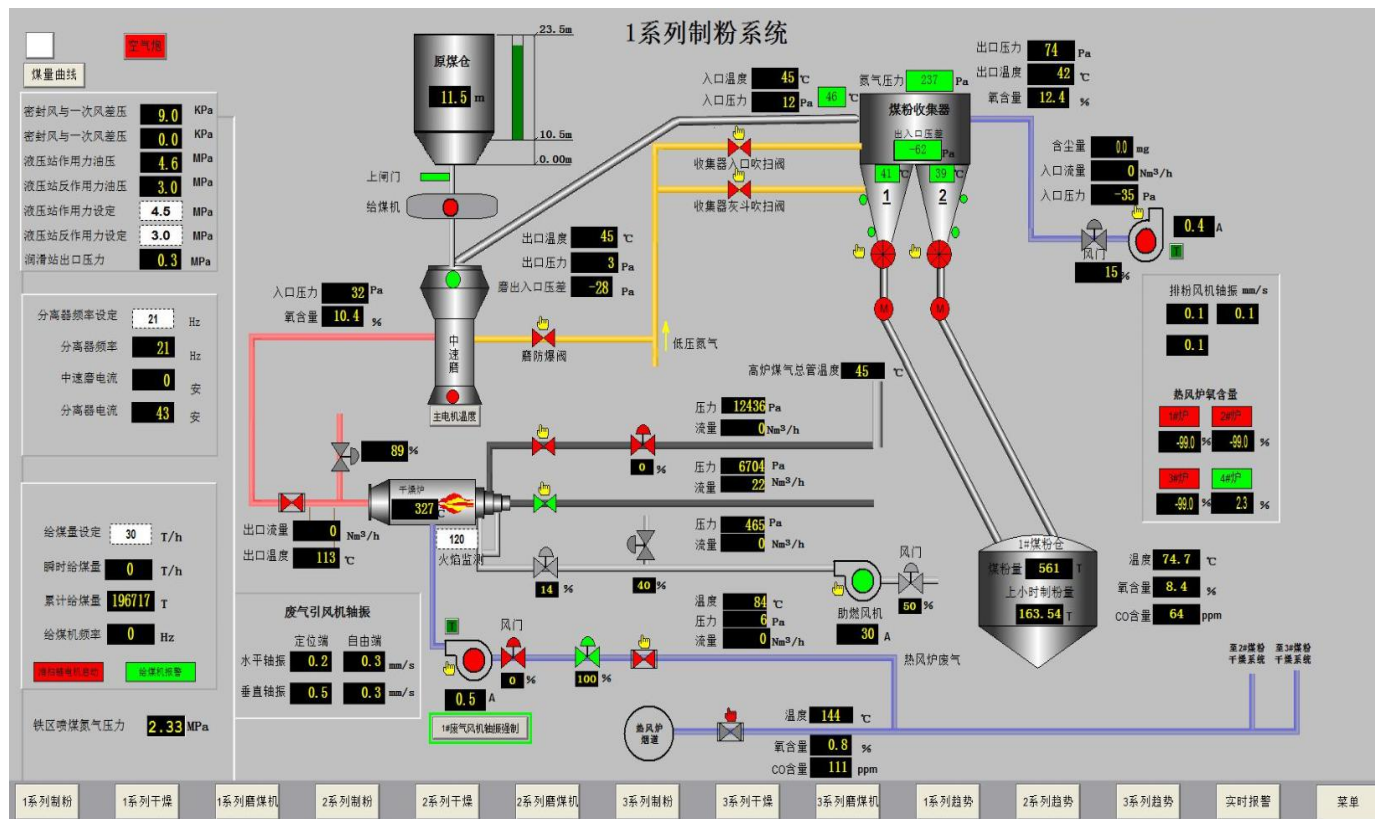 1系列制粉系统
空气炮
煤量曲线
密封风与一次风差压 9.0 KPa
密封风与一次风差压 0.0 KPa
液压站作用力油压 4.6 MPa
液压站反作用力油压 3.0 MPa
液压站作用力设定 4.5 MPa
液压站反作用力设定 3.0 MPa
润滑站出口压力 0.3 MPa
分离器频率设定 21 Hz
分离器频率 21 Hz
中速磨电流 0 安
分离器电流 43 安
给煤量设定 30 T/h
瞬时给煤量 0 T/h
累计给煤量 196717 T
给煤机频率 0 Hz
给煤机报警
铁区喷煤氮气压力 2.33 MPa
原煤仓
11.5 m
23.5m
10.5m
0.00m
上闸门
给煤机
出口温度 45 ℃
出口压力 3 Pa
磨出入口压差 -28 Pa
入口压力 32 Pa
氧含量 10.4 %
中速磨
主电机温度
磨防爆阀
低压氮气
收集器入口吹扫阀
收集器灰斗吹扫阀
入口温度 45 ℃
入口压力 12 Pa
46 ℃
氮气压力 237 Pa
煤粉收集器
出入口压差
-62 Pa
41 ℃ 39 ℃
1 2
M M
出口压力 74 Pa
出口温度 42 ℃
氧含量 12.4 %
含尘量 0.0 mg
入口流量 0 Nm³/h
入口压力 -35 Pa
0.4 A
T
风门
15 %
排粉风机轴振 mm/s
0.1 0.1
0.1
热风炉氧含量
1#炉 2#炉
-99.0 % -99.0 %
3#炉 4#炉
-99.0 % 2.3 %
高炉煤气总管温度 45 ℃
压力 12436 Pa
流量 0 Nm³/h
0 %
压力 6704 Pa
流量 22 Nm³/h
压力 465 Pa
流量 0 Nm³/h
89 %
干燥炉
327 ℃
120
火焰监测
出口流量 0 Nm³/h
出口温度 113 ℃
14 %
40 %
助燃风机
30 A
风门
50 %
温度 84 ℃
压力 6 Pa
流量 0 Nm³/h
热风炉废气
废气引风机轴振
定位端 自由端
水平轴振 0.2 0.3 mm/s
垂直轴振 0.5 0.3 mm/s
T
风门
0 %
100 %
0.5 A
1#废气风机轴振强制
热风炉
烟道
温度 144 ℃
氧含量 0.8 %
CO含量 111 ppm
1#煤粉仓
煤粉量 561 T
上小时制粉量
163.54 T
温度 74.7 ℃
氧含量 8.4 %
CO含量 64 ppm
至2#煤粉
干燥系统
至3#煤粉
干燥系统
1系列制粉 1系列干燥 1系列磨煤机 2系列制粉 2系列干燥 2系列磨煤机 3系列制粉 3系列干燥 3系列磨煤机 1系列趋势 2系列趋势 3系列趋势 实时报警 菜单